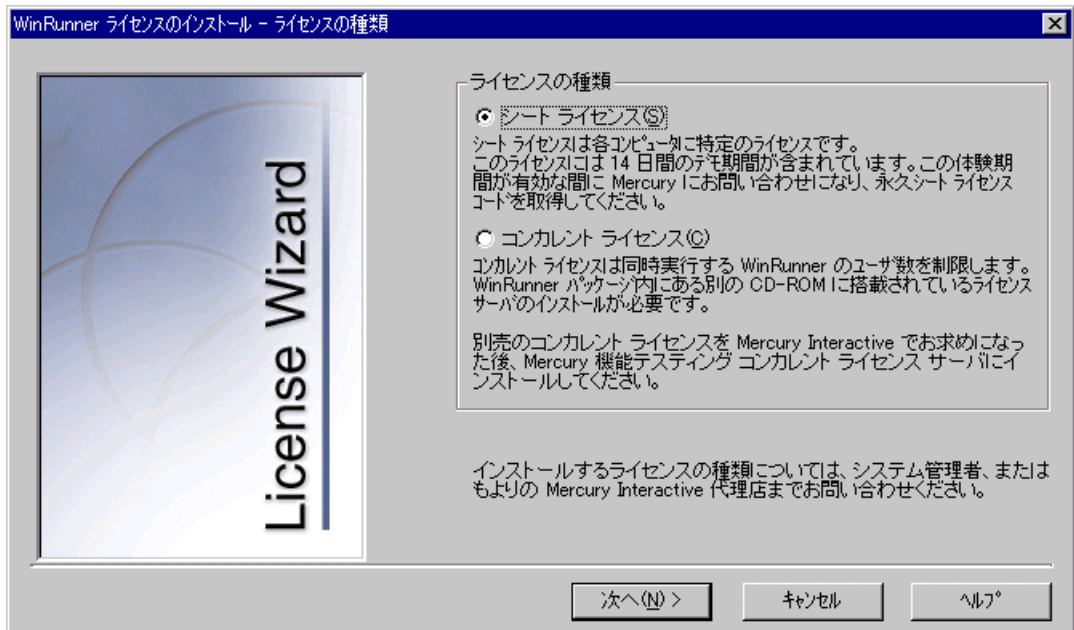 WinRunner ライセンスのインストール - ライセンスの種類
License Wizard
ライセンスの種類
シート ライセンス(S)
シート ライセンスは各コンピュータに特定のライセンスです。
このライセンスには 14 日間のデモ期間が含まれています。この体験期
間が有効な間に Mercury にお問い合わせになり、永久シート ライセンス
コードを取得してください。
コンカレント ライセンス(C)
コンカレント ライセンスは同時実行する WinRunner のユーザ数を制限します。
WinRunner パッケージ内にある別の CD-ROM に搭載されているライセンス
サーバのインストールが必要です。
別売のコンカレント ライセンスを Mercury Interactive でお求めになっ
た後、Mercury 機能テスティング コンカレント ライセンス サーバにイ
ンストールしてください。
インストールするライセンスの種類については、システム管理者、または
もよりの Mercury Interactive 代理店までお問い合わせください。
次へ(N) >
キャンセル
ヘルプ